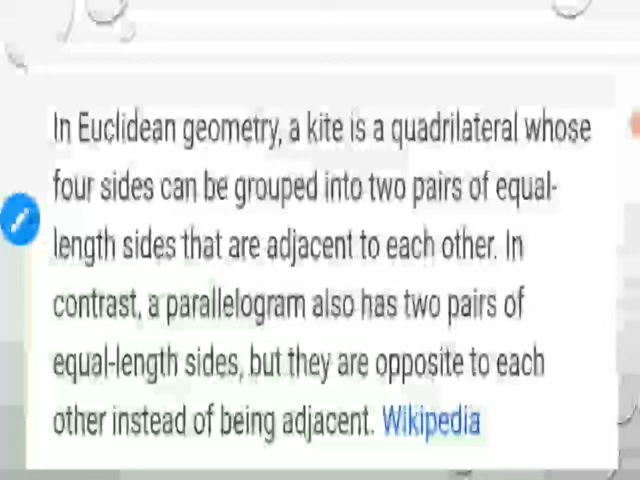 In Euclidean geometry, a kite is a quadrilateral whose
four sides can be grouped into two pairs of equal-
length sides that are adjacent to each other. In
contrast, a parallelogram also has two pairs of
equal-length sides, but they are opposite to each
other instead of being adjacent. Wikipedia